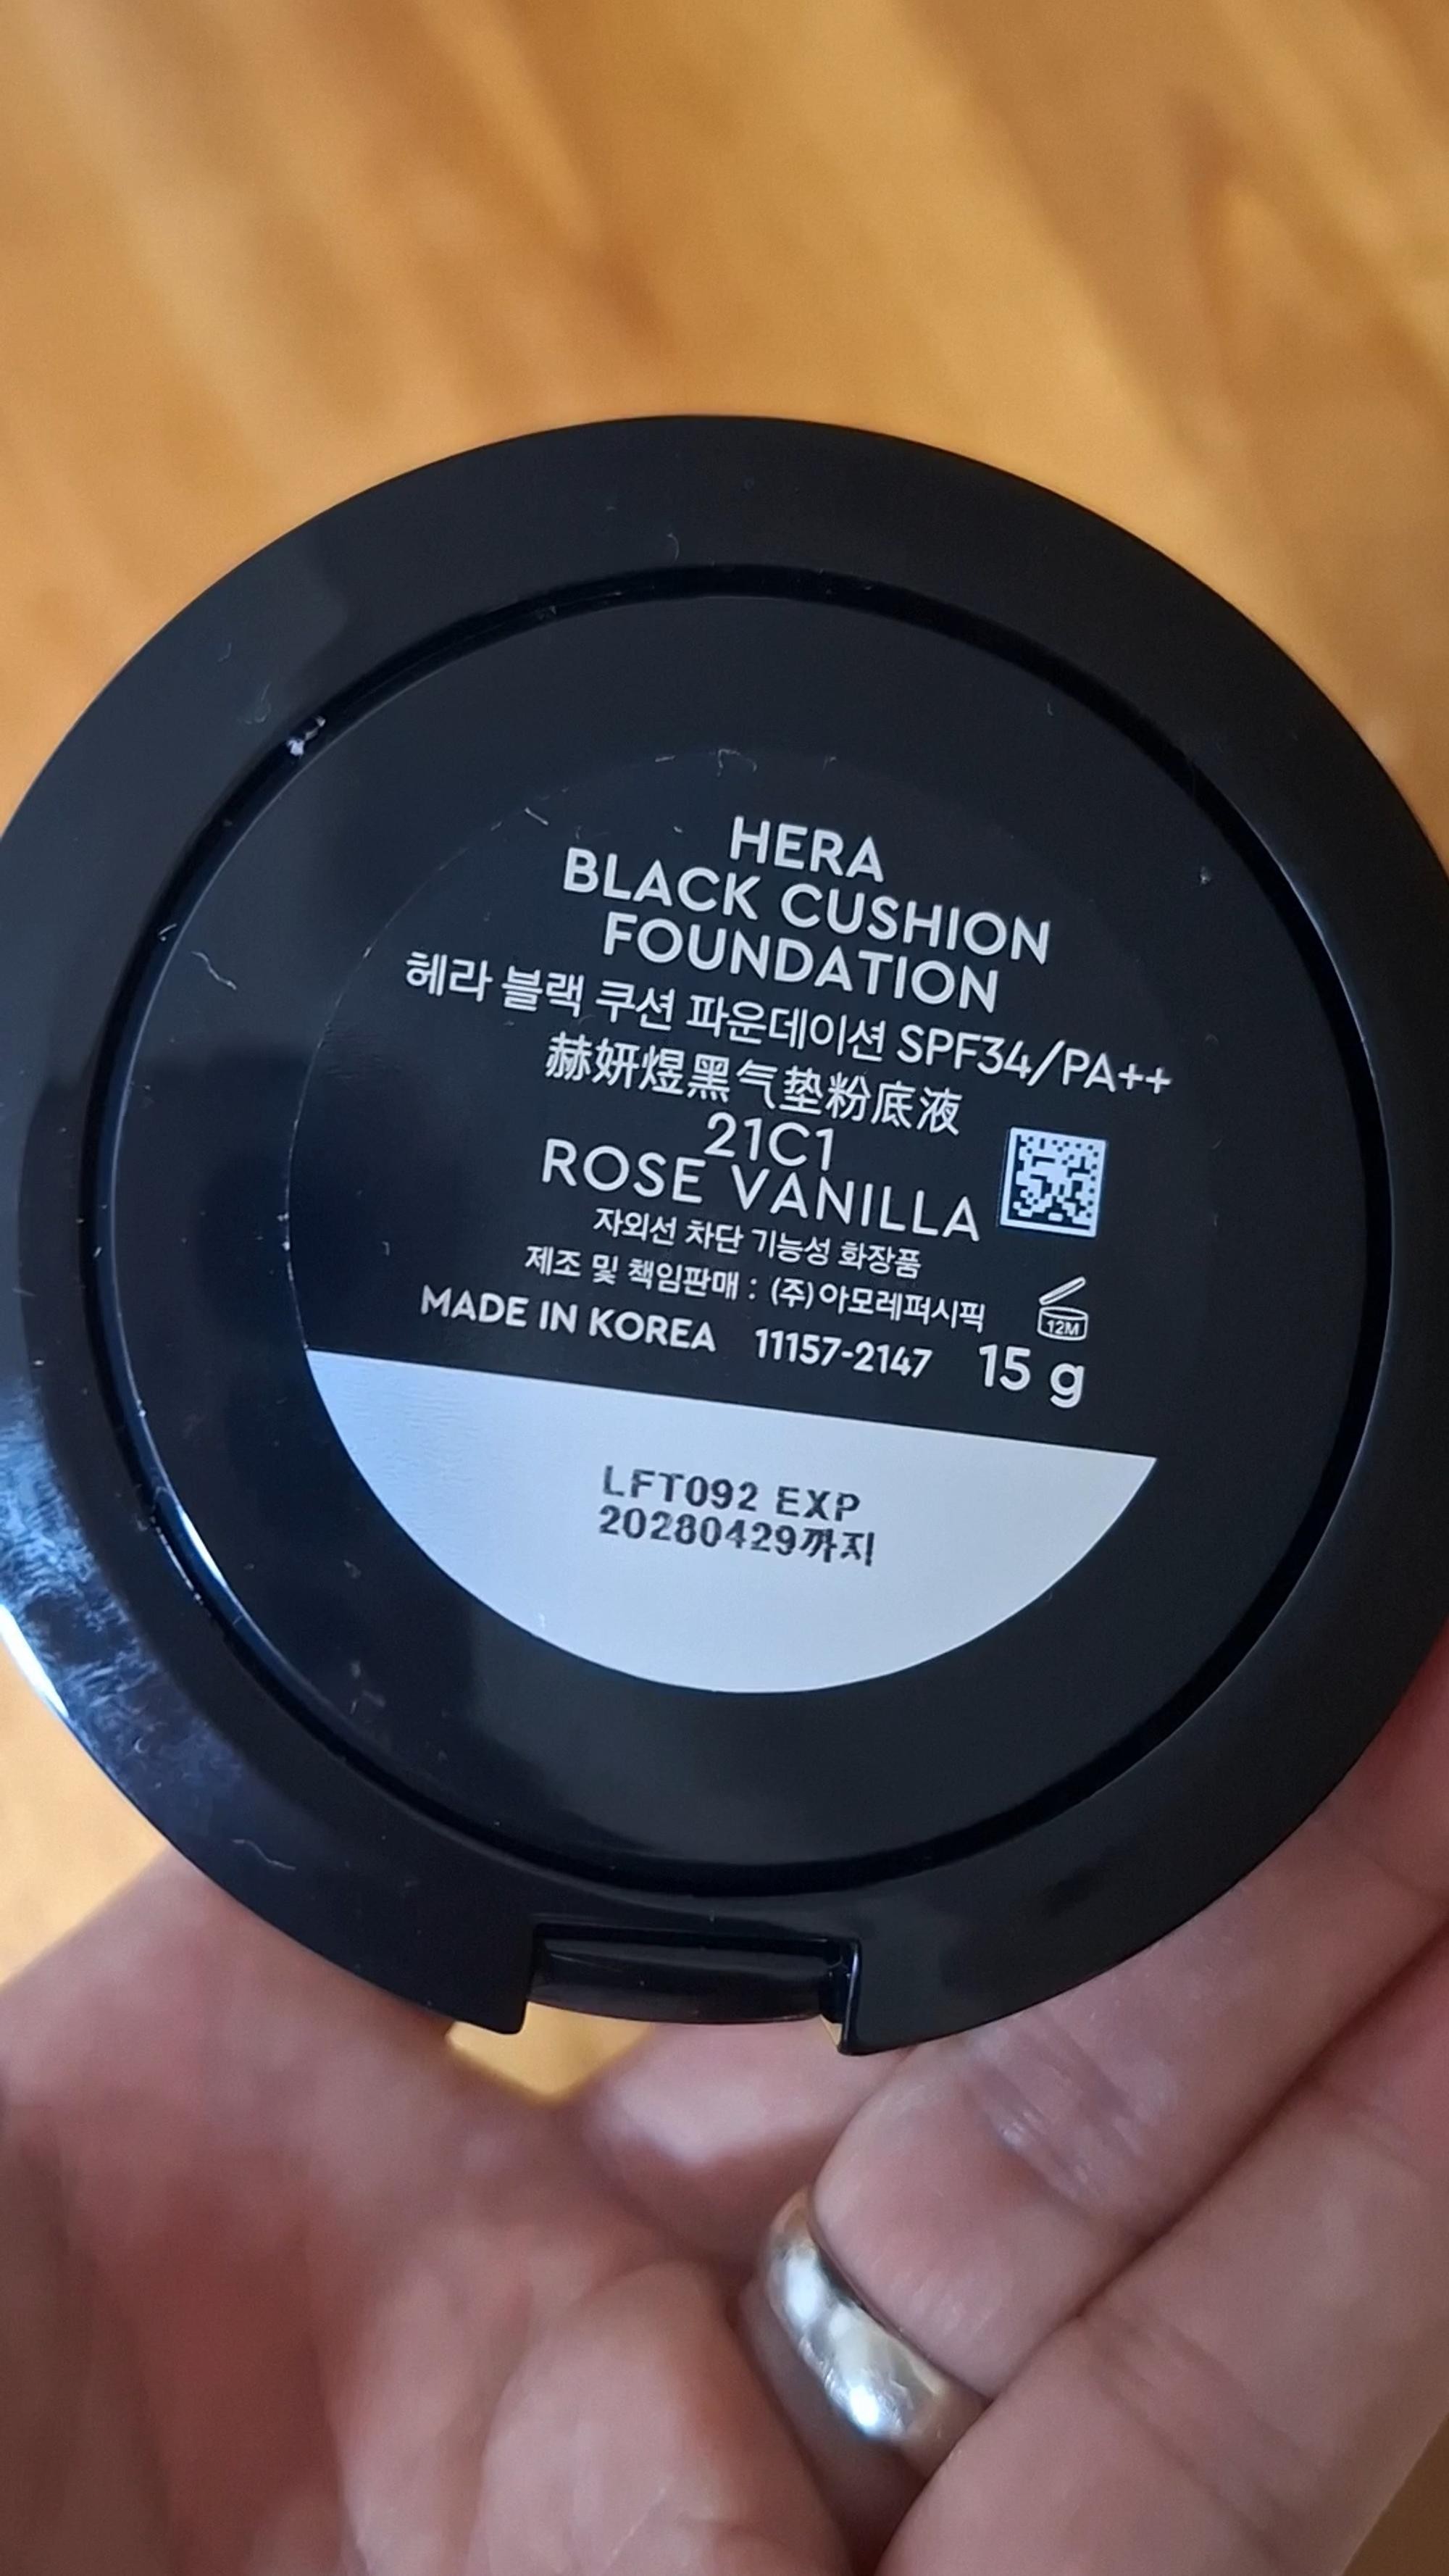 HERA
BLACK CUSHION
FOUNDATION
헤라 블랙 쿠션 파운데이션 SPF34/PA++
赫妍煜黑气垫粉底液
21C1
ROSE VANILLA
자외선 차단 기능성 화장품
제조 및 책임판매 : (주)아모레퍼시픽
12M
MADE IN KOREA 11157-2147 15 g
LFT092 EXP
20280429까지